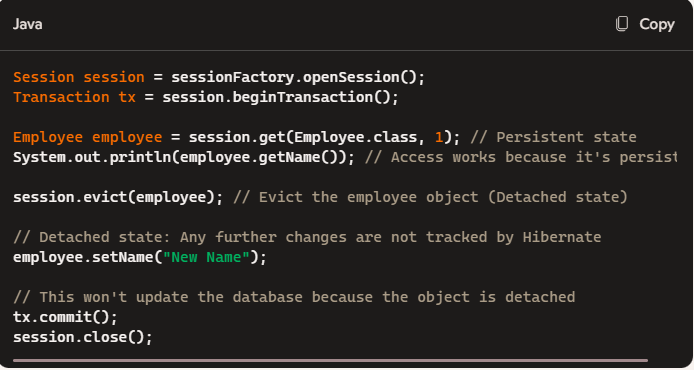 Java
Copy
Session session = sessionFactory.openSession();
Transaction tx = session.beginTransaction();
Employee employee = session.get(Employee.class, 1); // Persistent state
System.out.println(employee.getName()); // Access works because it's persist
session.evict(employee); // Evict the employee object (Detached state)
// Detached state: Any further changes are not tracked by Hibernate
employee.setName("New Name");
// This won't update the database because the object is detached
tx.commit();
session.close();